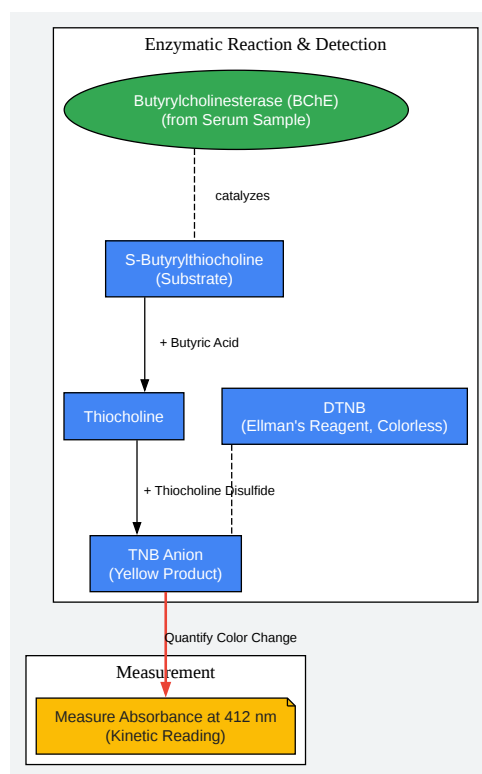 Enzymatic Reaction & Detection
Butyrylcholinesterase (BChE)
(from Serum Sample)
catalyzes
S-Butyrylthiocholine
(Substrate)
+ Butyric Acid
Thiocholine
DTNB
(Ellman's Reagent, Colorless)
+ Thiocholine Disulfide
TNB Anion
(Yellow Product)
Quantify Color Change
Measurement
Measure Absorbance at 412 nm
(Kinetic Reading)